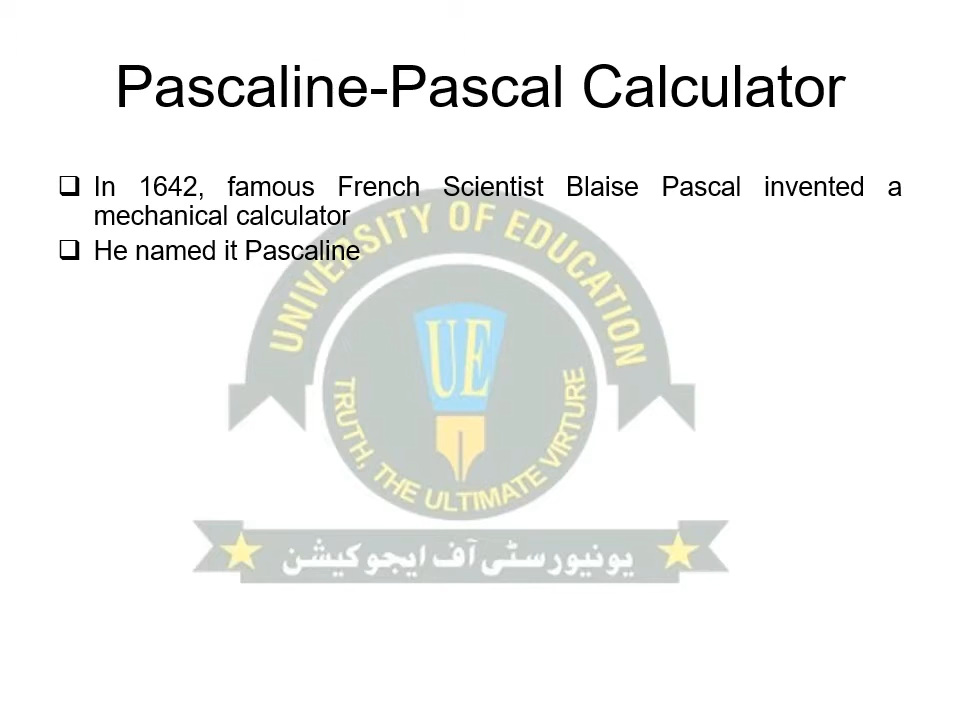 Pascaline-Pascal Calculator
❑ In 1642, famous French Scientist Blaise Pascal invented a
mechanical calculator
❑ He named it Pascaline
UNIVERSITY OF EDUCATION
UE
TRUTH, THE ULTIMATE VIRTURE
یونیورسٹی آف ایجوکیشن